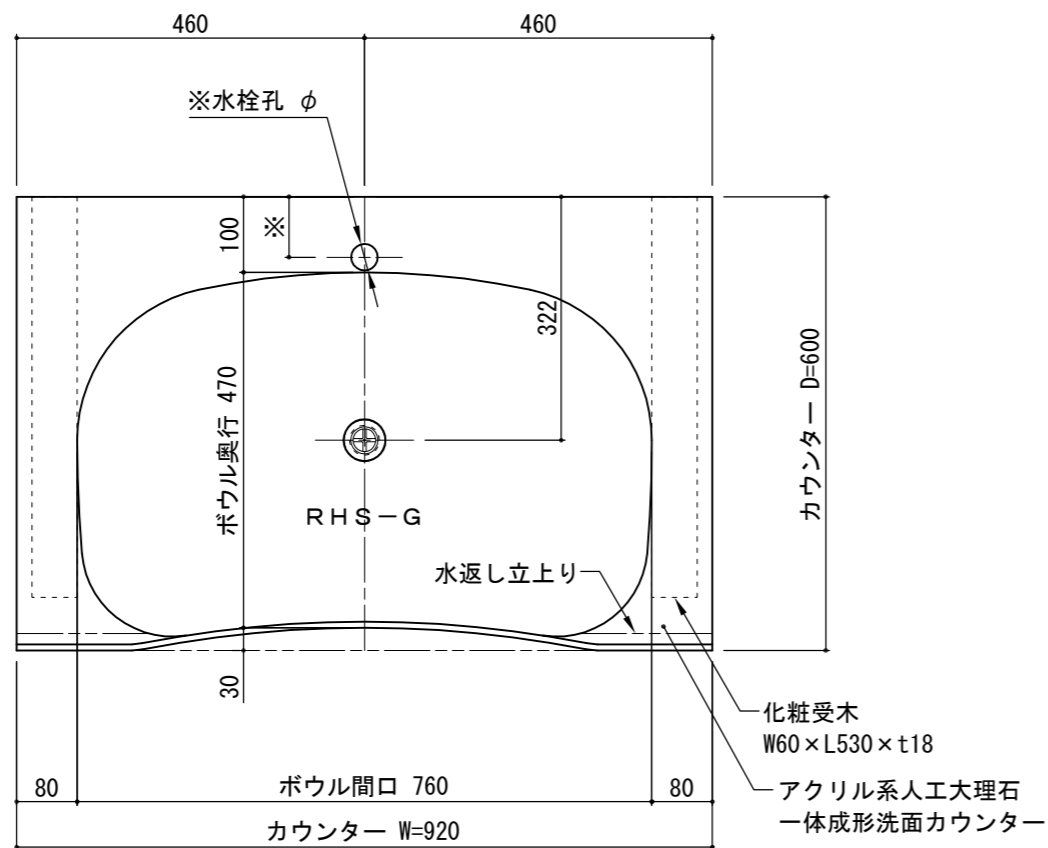 460
460
※水栓孔 φ
100
※
322
ボウル奥行 470
カウンター D=600
RHS-G
水返し立上り
30
化粧受木
W60×L530×t18
80
ボウル間口 760
80
アクリル系人工大理石
一体成形洗面カウンター
カウンター W=920